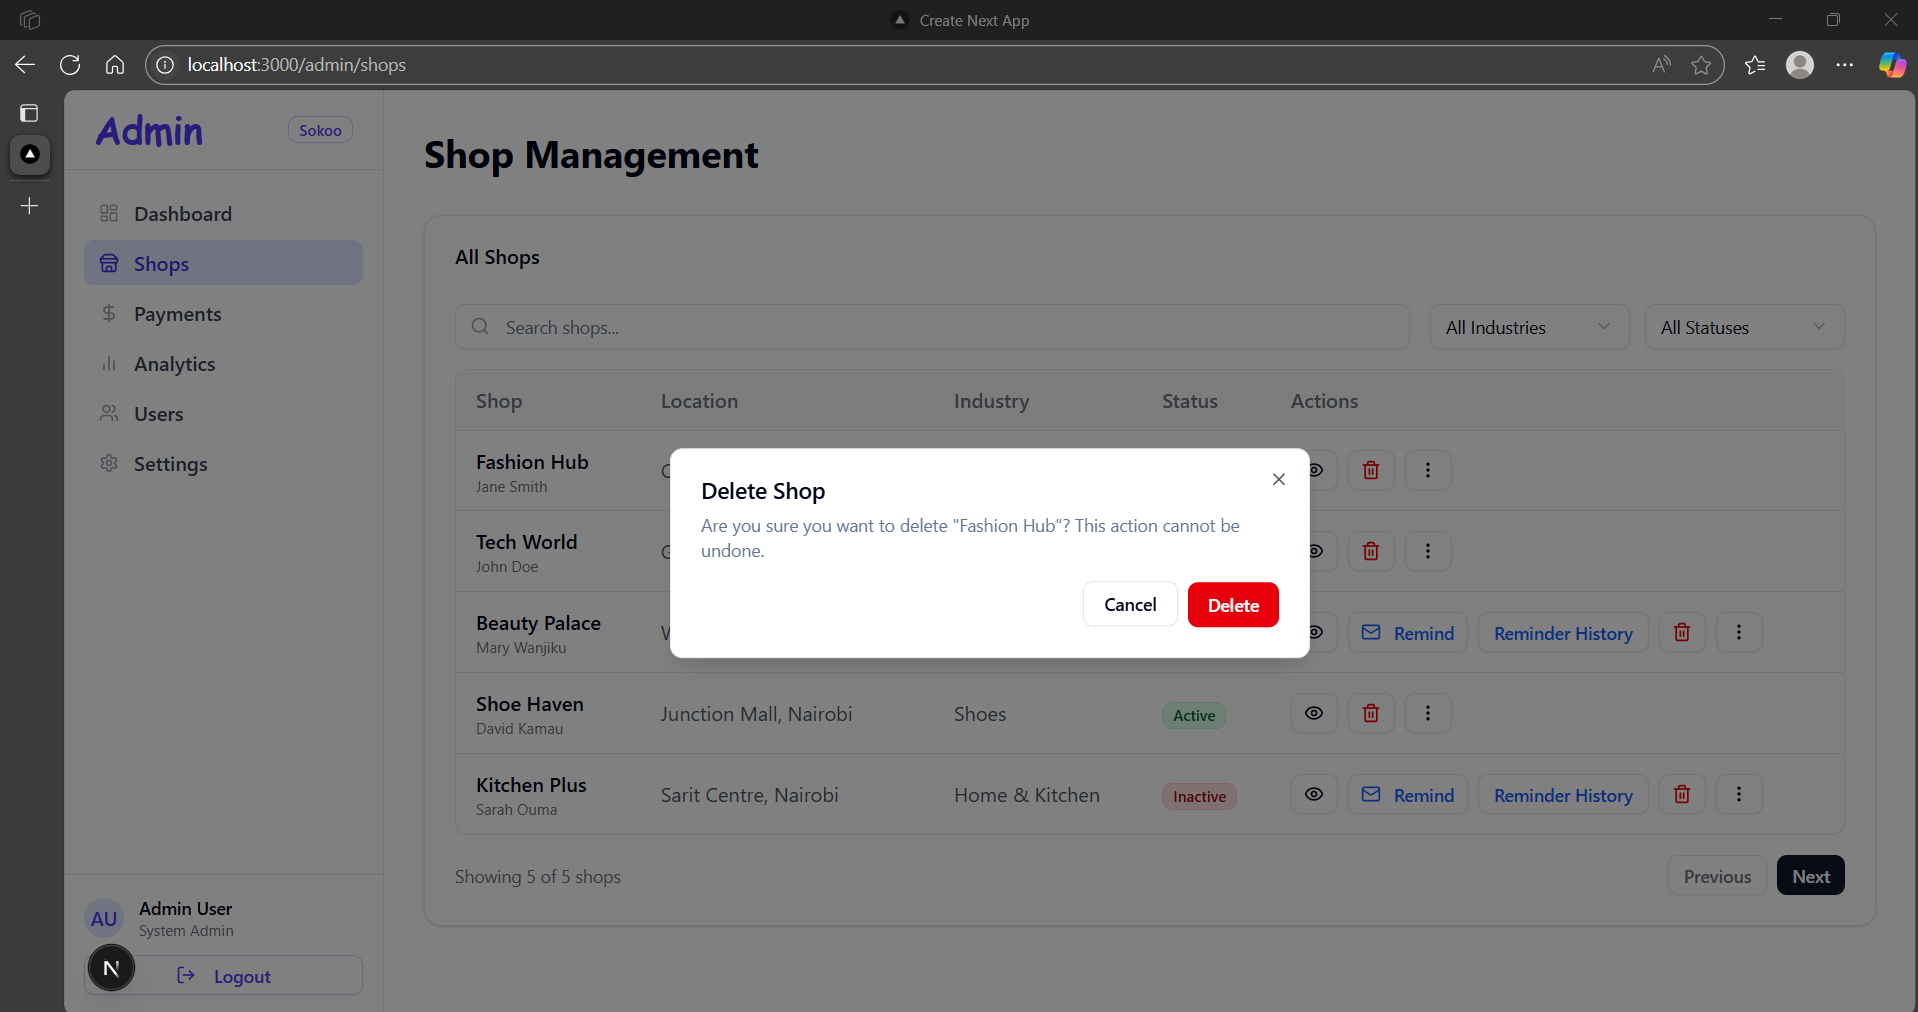 Create Next App
localhost:3000/admin/shops
Admin
Sokoo
Dashboard
Shops
Payments
Analytics
Users
Settings
Shop Management
All Shops
Search shops...
All Industries
All Statuses
Shop Location Industry Status Actions
Fashion Hub
Jane Smith
Tech World
John Doe
Beauty Palace
Mary Wanjiku
Remind
Reminder History
Delete Shop
Are you sure you want to delete "Fashion Hub"? This action cannot be
undone.
Cancel
Delete
Shoe Haven
David Kamau
Junction Mall, Nairobi
Shoes
Active
Kitchen Plus
Sarah Ouma
Sarit Centre, Nairobi
Home & Kitchen
Inactive
Remind
Reminder History
Showing 5 of 5 shops
Previous
Next
AU
Admin User
System Admin
N
Logout